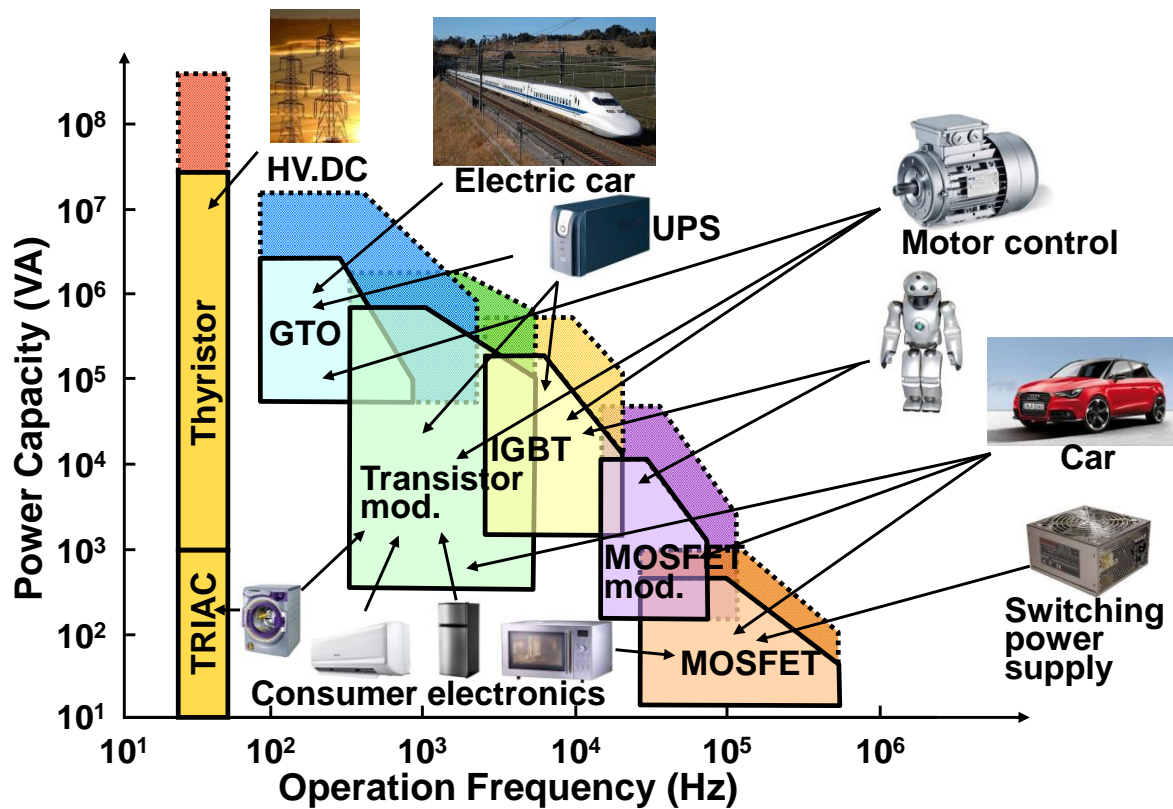 Power Capacity (VA)
10⁸
10⁷
10⁶
10⁵
10⁴
10³
10²
10¹
Thyristor
TRIAC
HV.DC
Electric car
UPS
Motor control
GTO
IGBT
Transistor
mod.
MOSFET
mod.
MOSFET
Car
Switching
power
supply
Consumer electronics
10¹
10²
10³
10⁴
10⁵
10⁶
Operation Frequency (Hz)